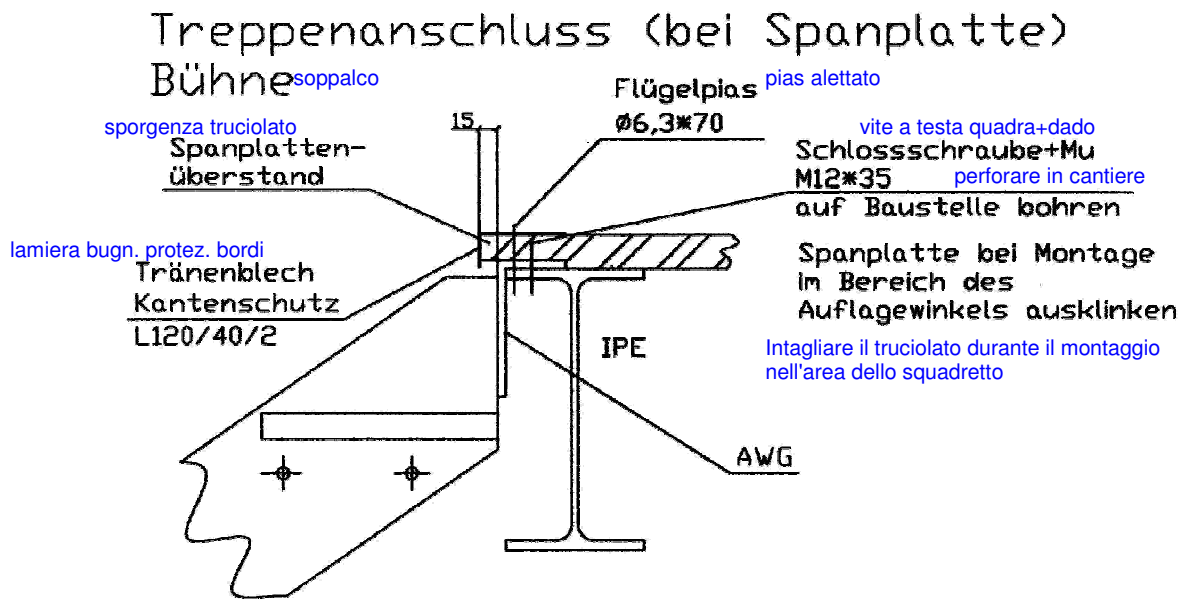 Treppenanschluss (bei Spanplatte)
Bühne
soppalco
Flügelpias
pias alettato
Ø6,3*70
15
sporgenza truciolato
Spanplatten-
überstand
vite a testa quadra+dado
Schlossschraube+Mu
M12*35
perforare in cantiere
auf Baustelle bohren
lamiera bugn. protez. bordi
Tränenblech
Kantenschutz
L120/40/2
Spanplatte bei Montage
im Bereich des
Auflagewinkels ausklinken
Intagliare il truciolato durante il montaggio
nell'area dello squadretto
IPE
AWG